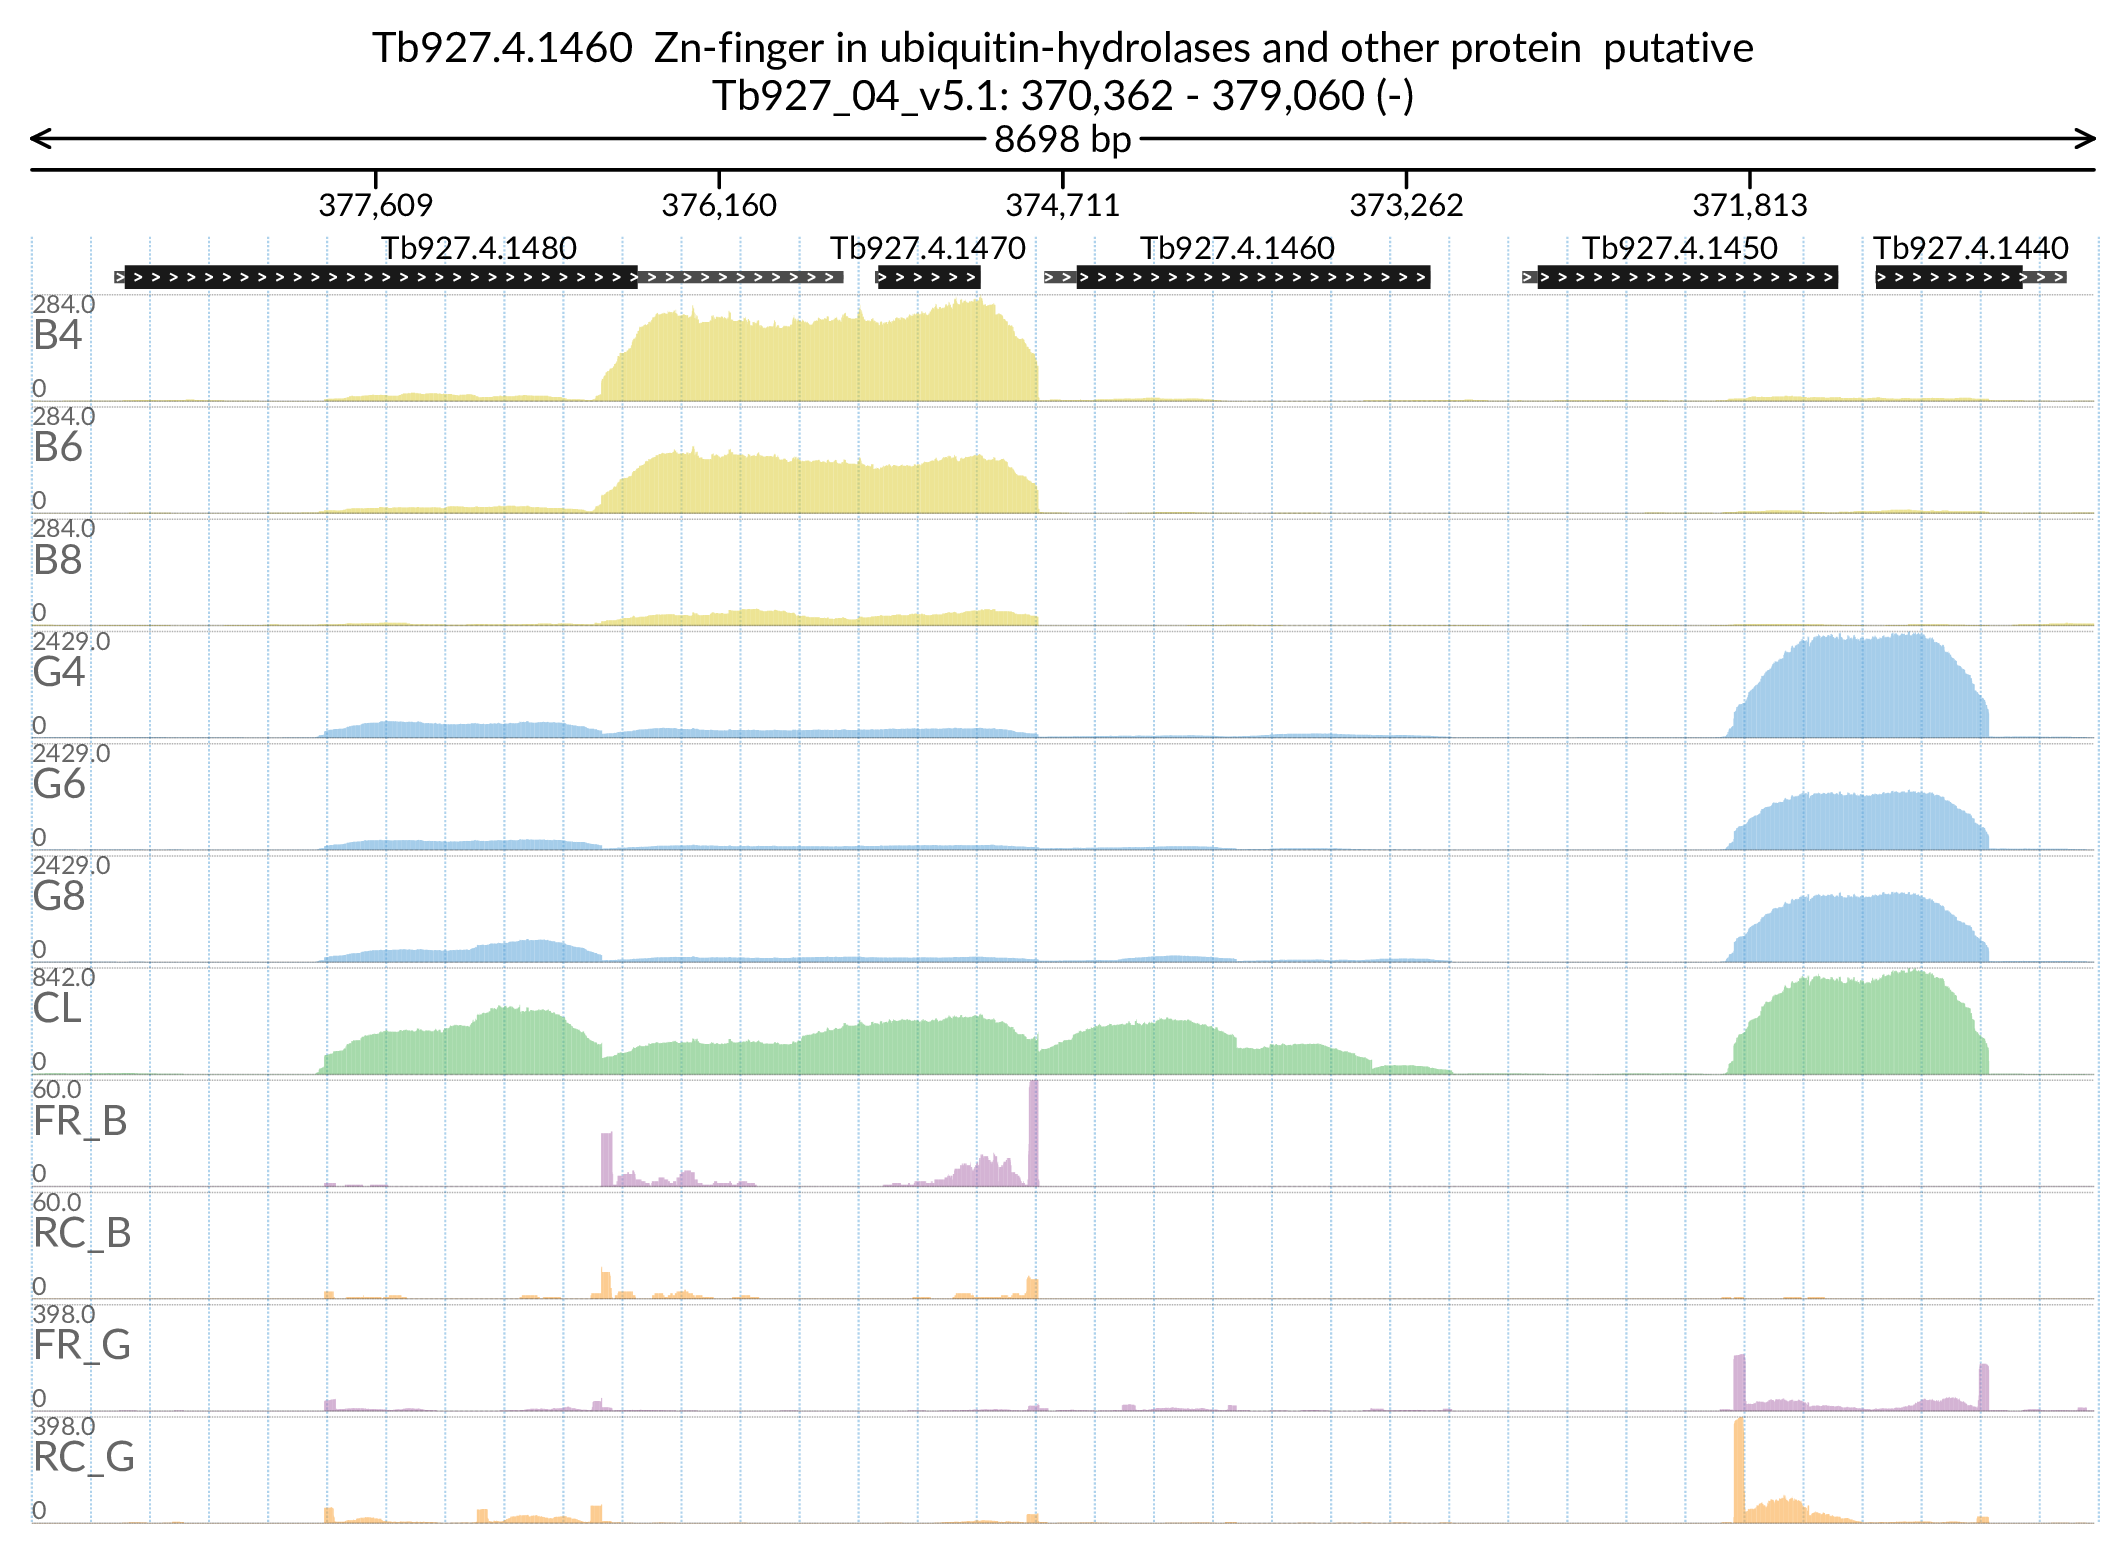 Tb927.4.1460  Zn-finger in ubiquitin-hydrolases and other protein  putative
Tb927_04_v5.1: 370,362 - 379,060 (-)
8698 bp
377,609 376,160 374,711 373,262 371,813
Tb927.4.1480 Tb927.4.1470 Tb927.4.1460 Tb927.4.1450 Tb927.4.1440
284.0
B4
0
284.0
B6
0
284.0
B8
0
2429.0
G4
0
2429.0
G6
0
2429.0
G8
0
842.0
CL
0
60.0
FR_B
0
60.0
RC_B
0
398.0
FR_G
0
398.0
RC_G
0